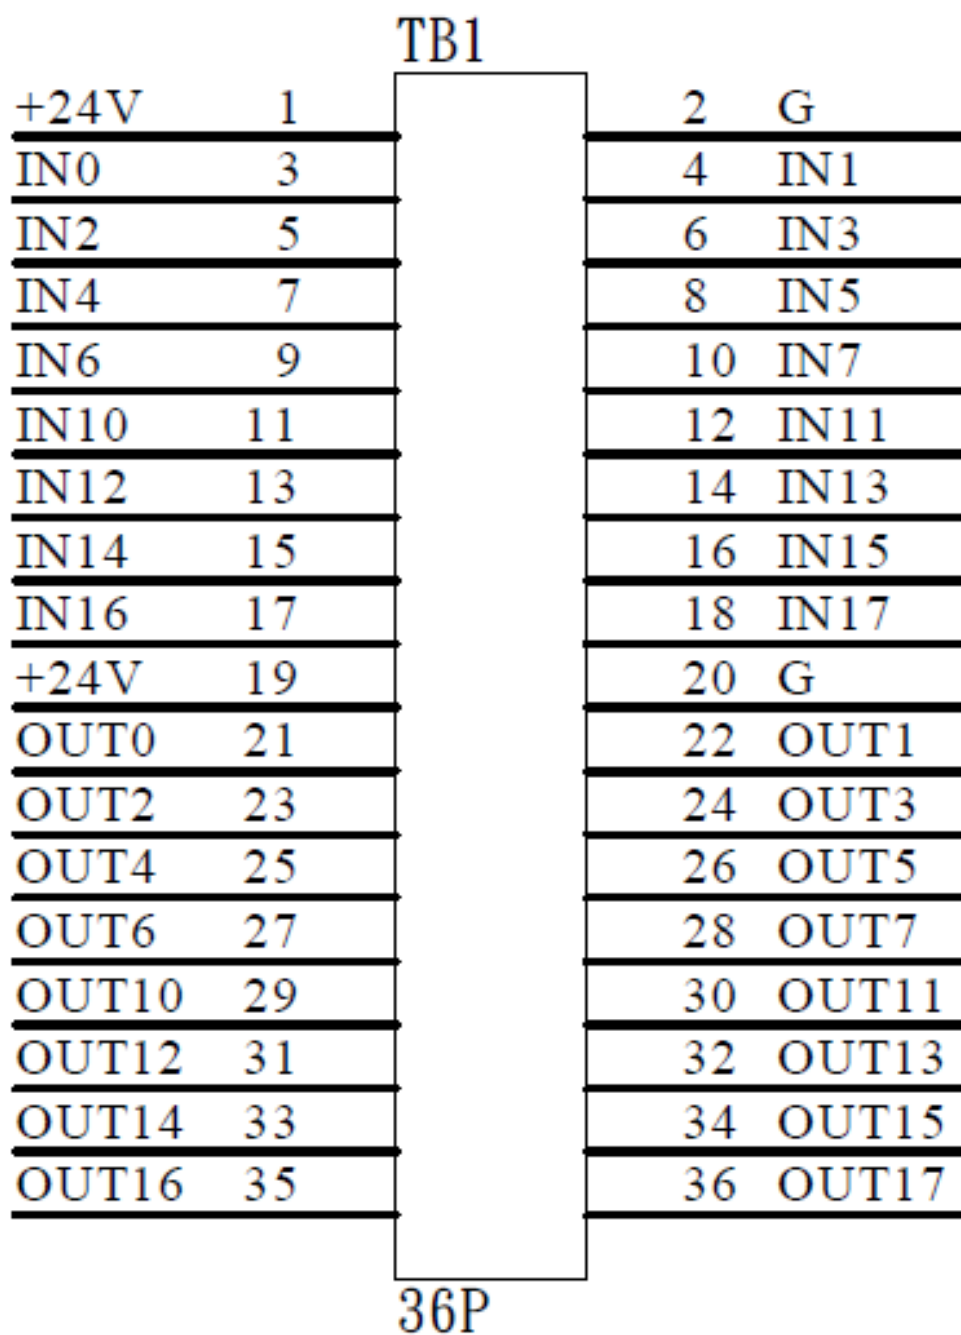 TB1
+24V 1 2 G
IN0 3 4 IN1
IN2 5 6 IN3
IN4 7 8 IN5
IN6 9 10 IN7
IN10 11 12 IN11
IN12 13 14 IN13
IN14 15 16 IN15
IN16 17 18 IN17
+24V 19 20 G
OUT0 21 22 OUT1
OUT2 23 24 OUT3
OUT4 25 26 OUT5
OUT6 27 28 OUT7
OUT10 29 30 OUT11
OUT12 31 32 OUT13
OUT14 33 34 OUT15
OUT16 35 36 OUT17
36P